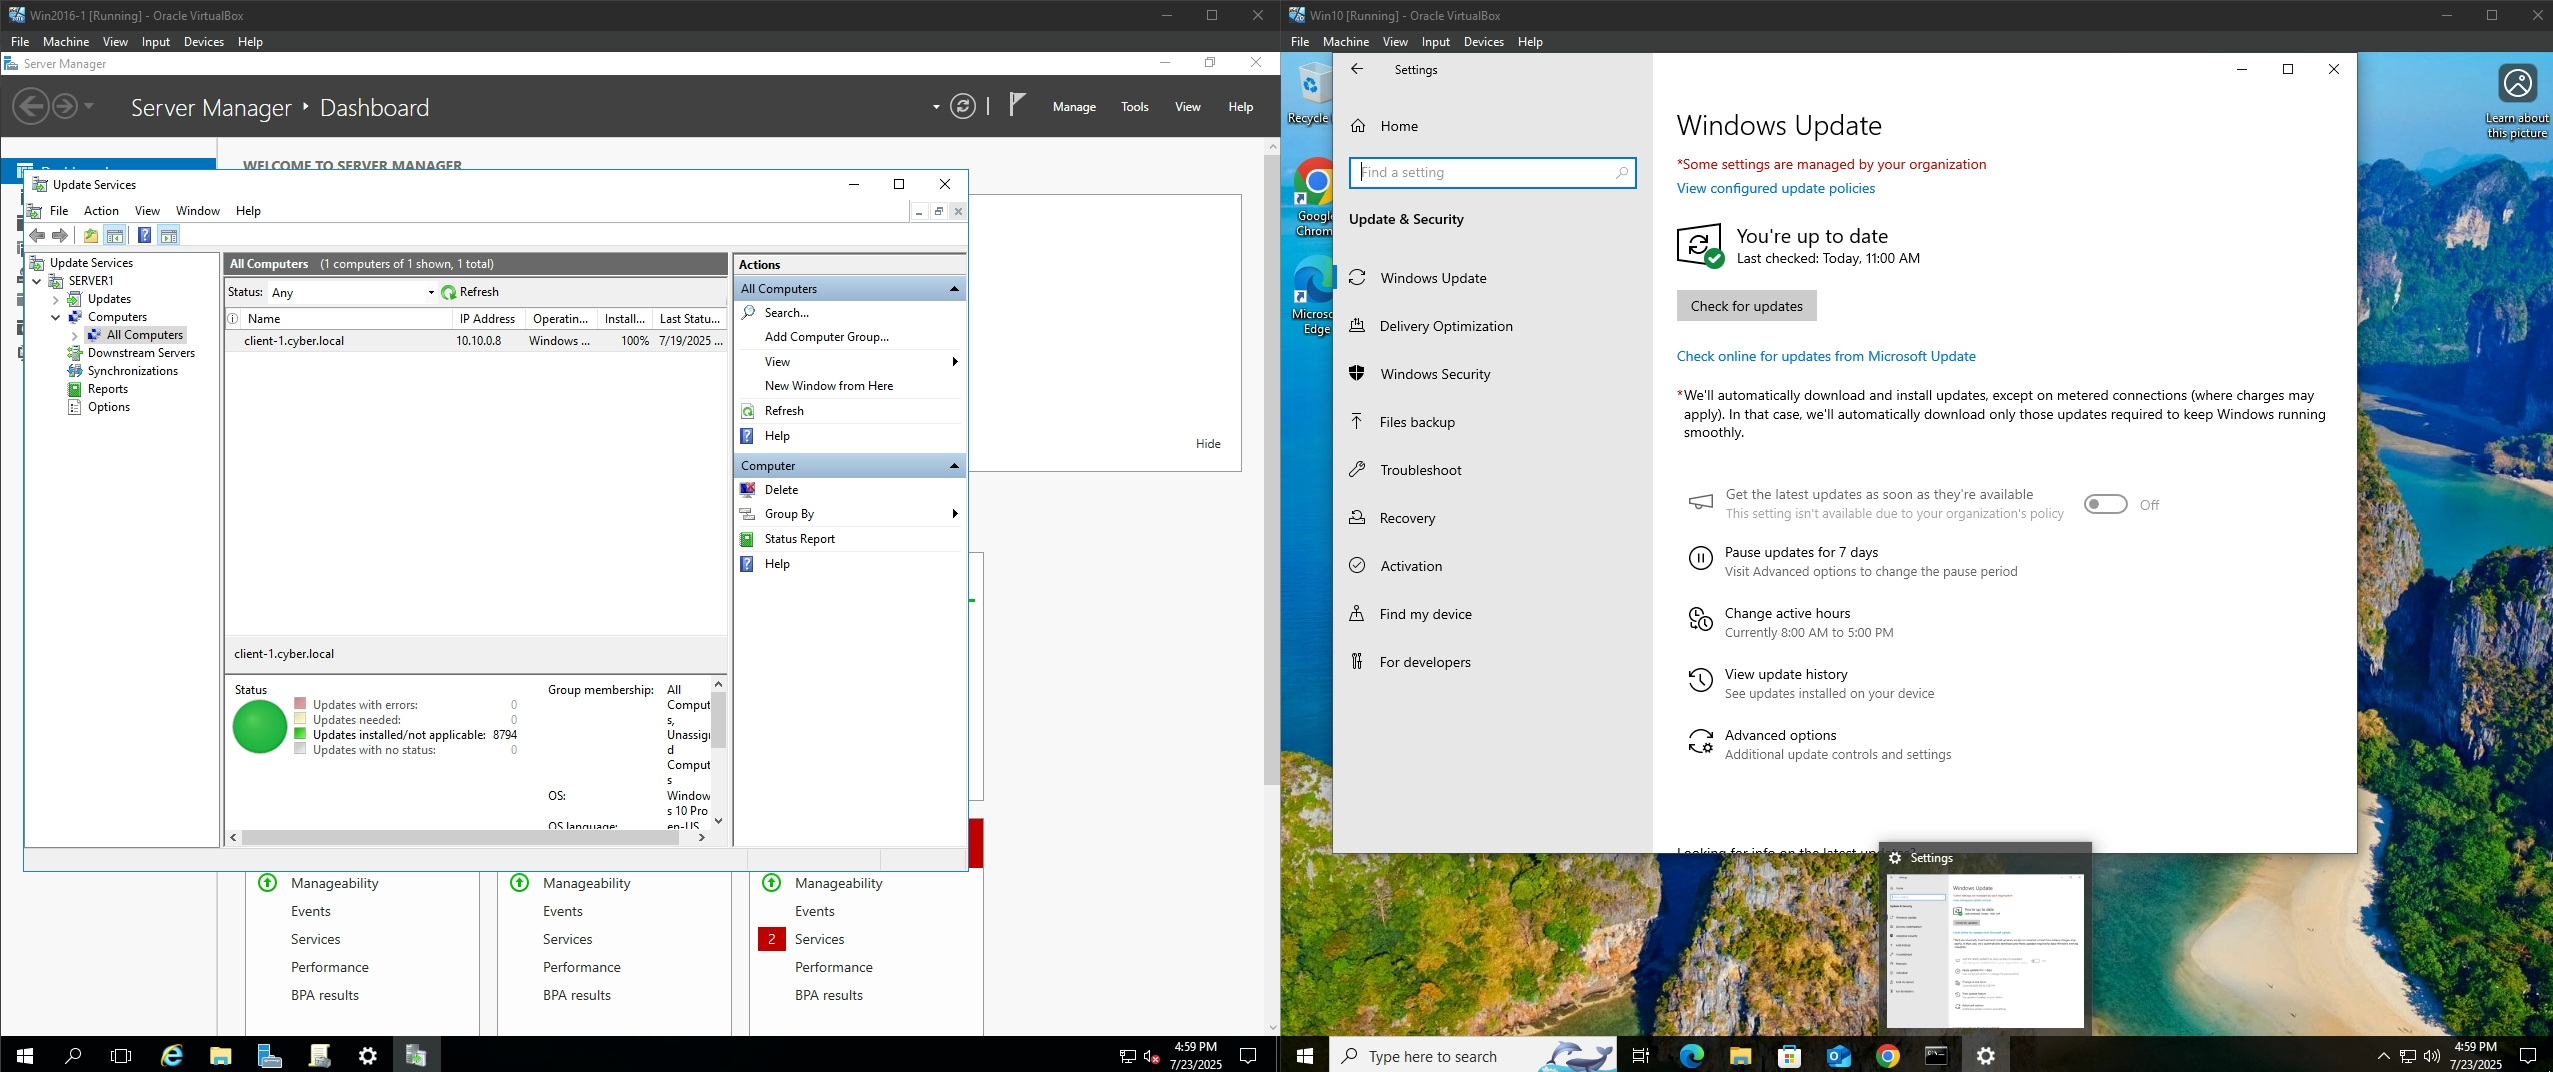 Win2016-1 [Running] - Oracle VirtualBox
File Machine View Input Devices Help
Server Manager
Server Manager ‣ Dashboard
Manage Tools View Help
WELCOME TO SERVER MANAGER
Hide
Update Services
File Action View Window Help
Update Services
SERVER1
Updates
Computers
All Computers
Downstream Servers
Synchronizations
Reports
Options
All Computers (1 computers of 1 shown, 1 total)
Status: Any Refresh
Name IP Address Operatin... Install... Last Statu...
client-1.cyber.local 10.10.0.8 Windows ... 100% 7/19/2025 ...
client-1.cyber.local
Status
Updates with errors: 0
Updates needed: 0
Updates installed/not applicable: 8794
Updates with no status: 0
Group membership: All
Comput
s,
Unassig
d
Comput
s
OS: Window
s 10 Pro
OS language: en-US
Actions
All Computers
Search...
Add Computer Group...
View
New Window from Here
Refresh
Help
Computer
Delete
Group By
Status Report
Help
Manageability
Events
Services
Performance
BPA results
Manageability
Events
Services
Performance
BPA results
Manageability
Events
2 Services
Performance
BPA results
4:59 PM
7/23/2025
Win10 [Running] - Oracle VirtualBox
File Machine View Input Devices Help
Recycle
Google
Chrom
Micros
Edge
Learn about
this picture
Settings
Home
Find a setting
Update & Security
Windows Update
Delivery Optimization
Windows Security
Files backup
Troubleshoot
Recovery
Activation
Find my device
For developers
Windows Update
*Some settings are managed by your organization
View configured update policies
You're up to date
Last checked: Today, 11:00 AM
Check for updates
Check online for updates from Microsoft Update
*We'll automatically download and install updates, except on metered connections (where charges may
apply). In that case, we'll automatically download only those updates required to keep Windows running
smoothly.
Get the latest updates as soon as they're available
This setting isn't available due to your organization's policy
Off
Pause updates for 7 days
Visit Advanced options to change the pause period
Change active hours
Currently 8:00 AM to 5:00 PM
View update history
See updates installed on your device
Advanced options
Additional update controls and settings
Looking for info on the latest updates?
Settings
Windows Update
Type here to search
4:59 PM
7/23/2025